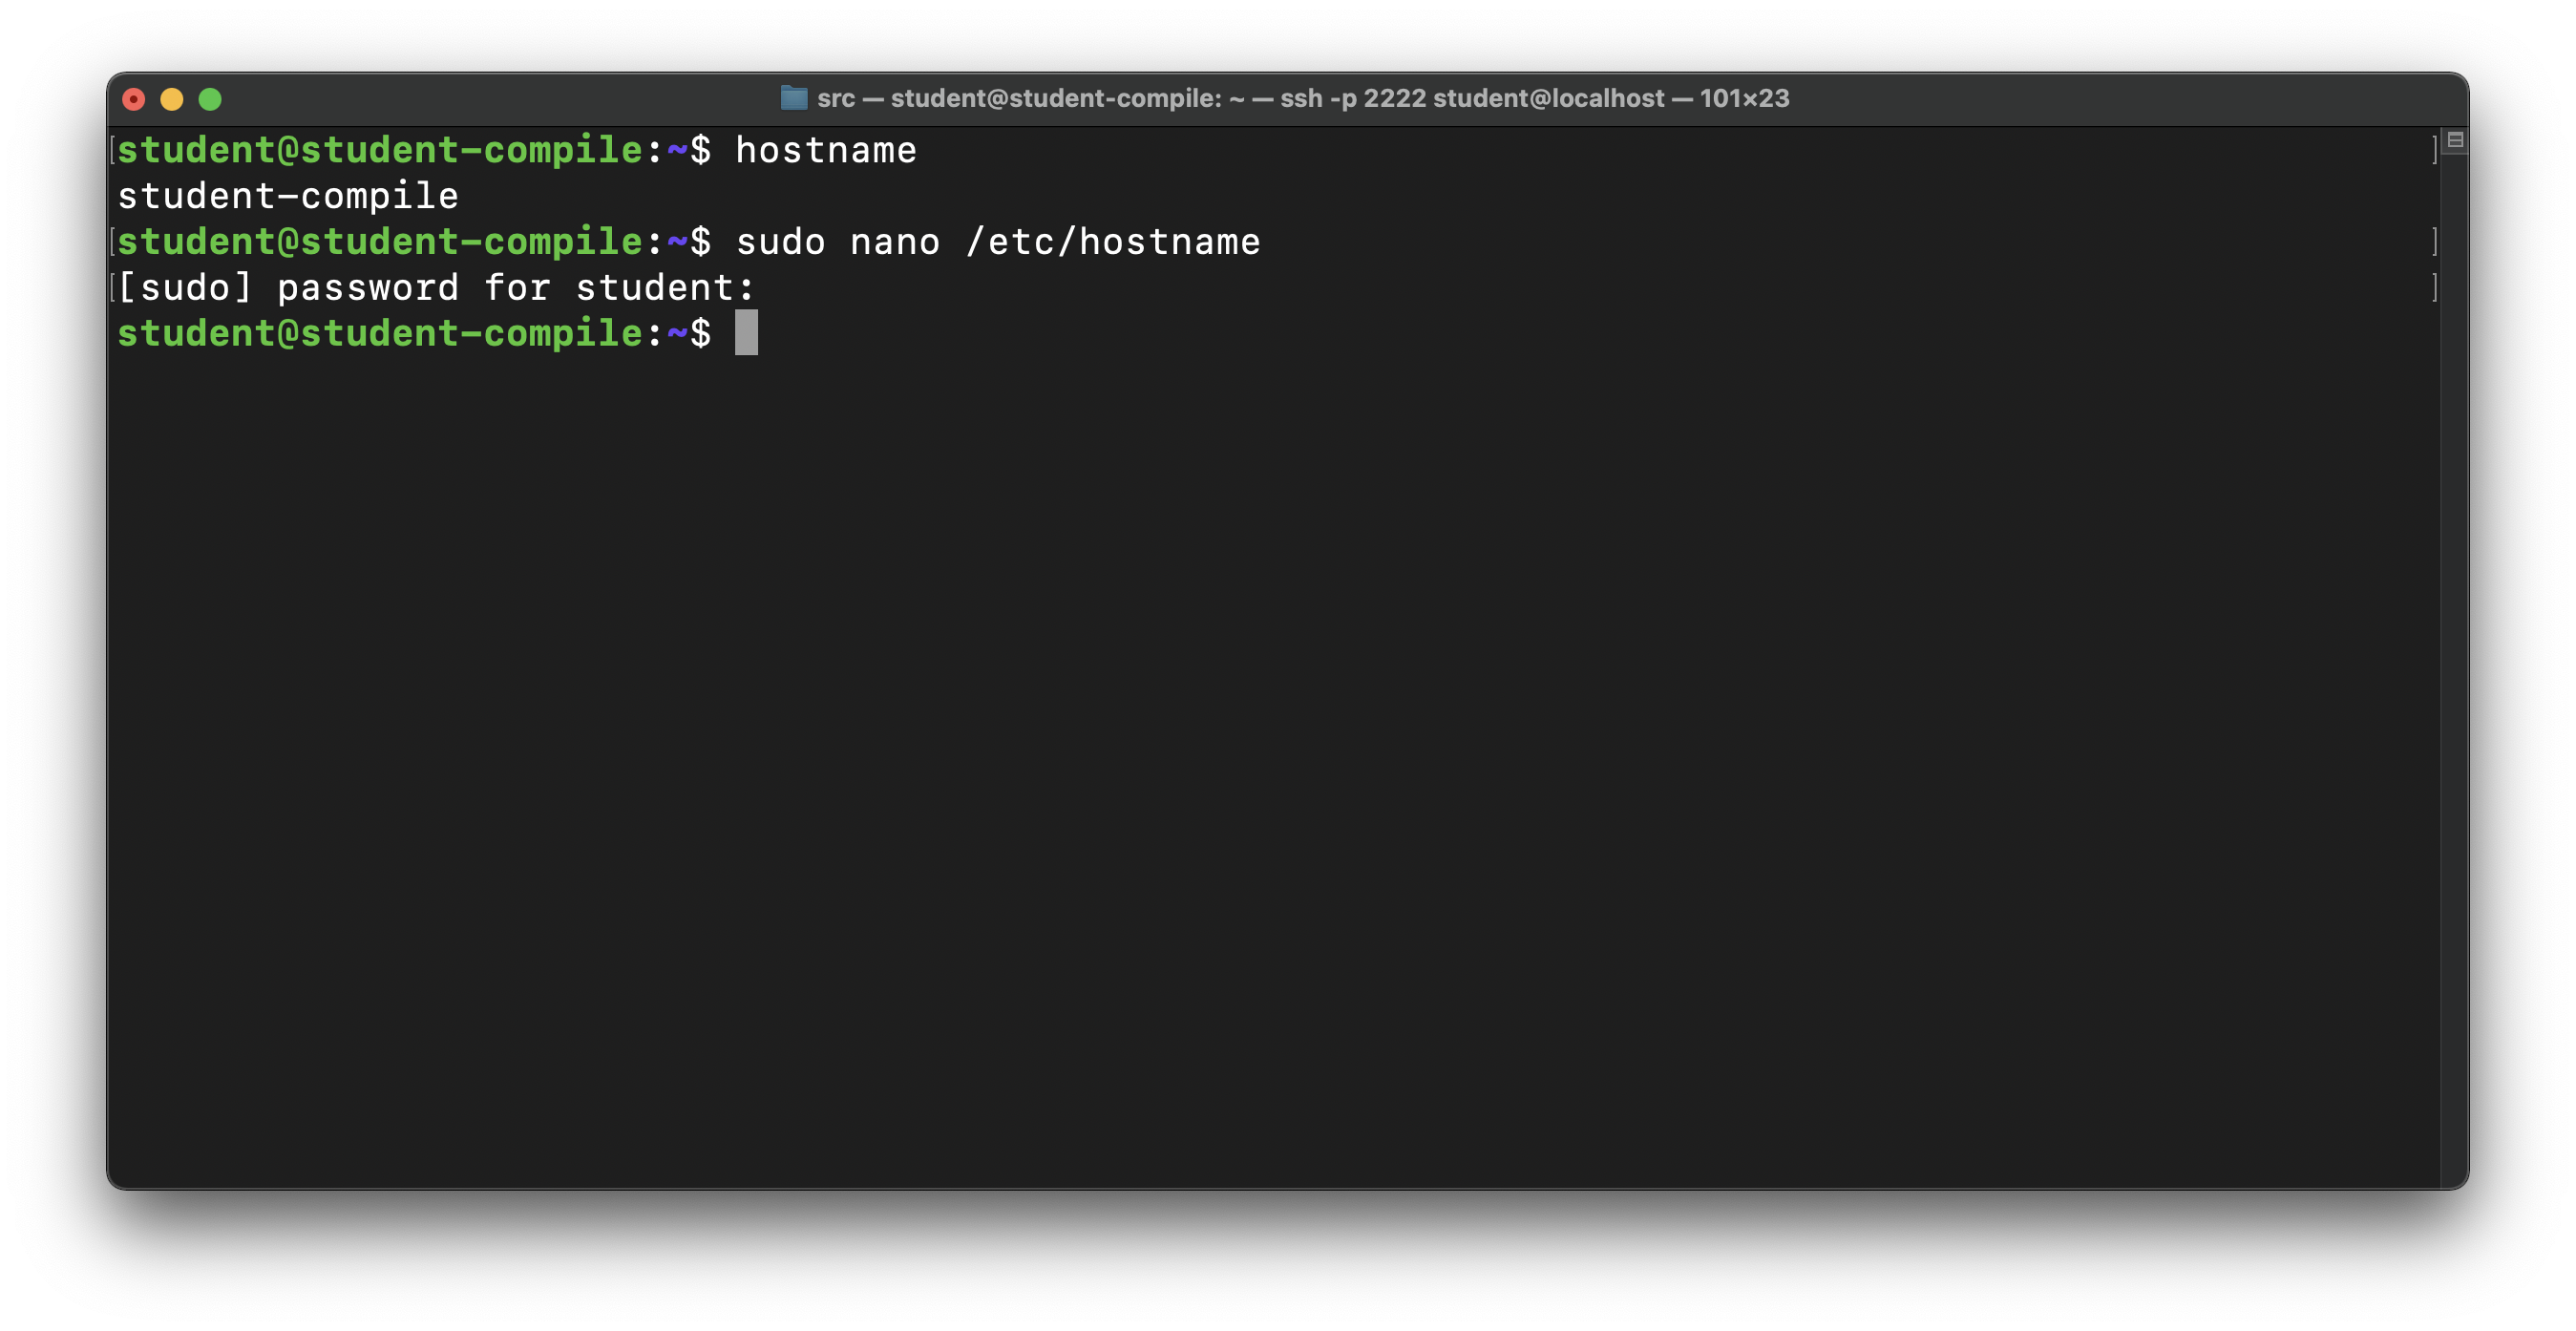 src — student@student-compile: ~ — ssh -p 2222 student@localhost — 101×23
[student@student-compile:~$ hostname ]
student-compile
[student@student-compile:~$ sudo nano /etc/hostname ]
[[sudo] password for student: ]
student@student-compile:~$